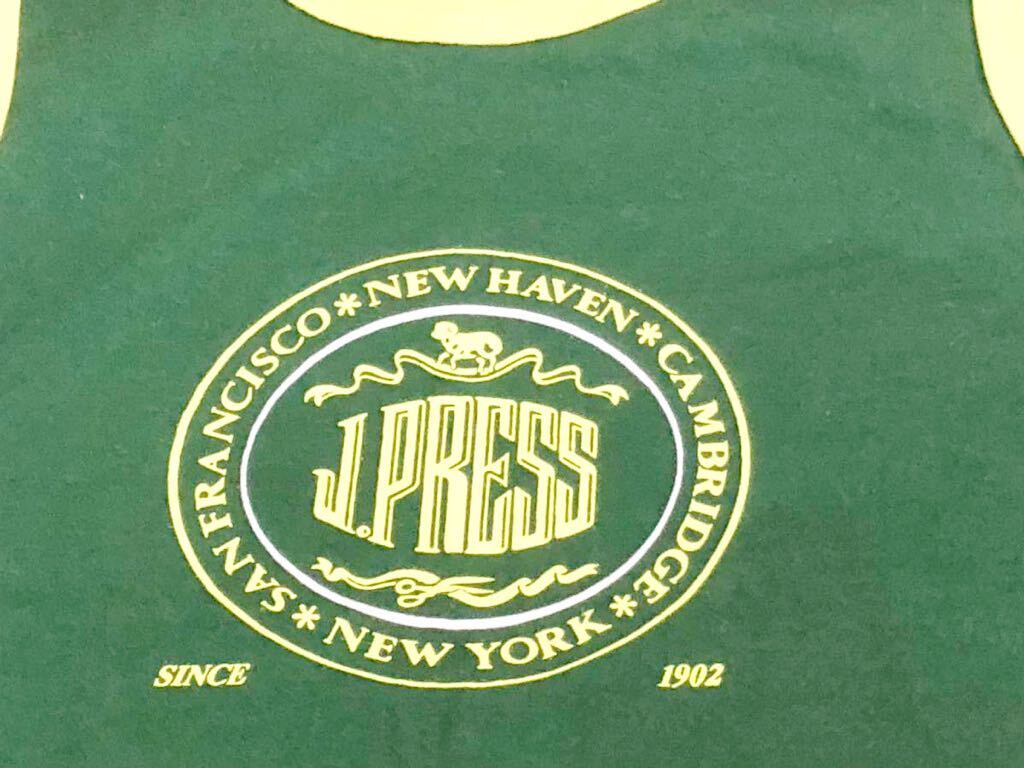 SAN FRANCISCO * NEW HAVEN * CAMBRIDGE * NEW YORK *
J.PRESS
SINCE 1902